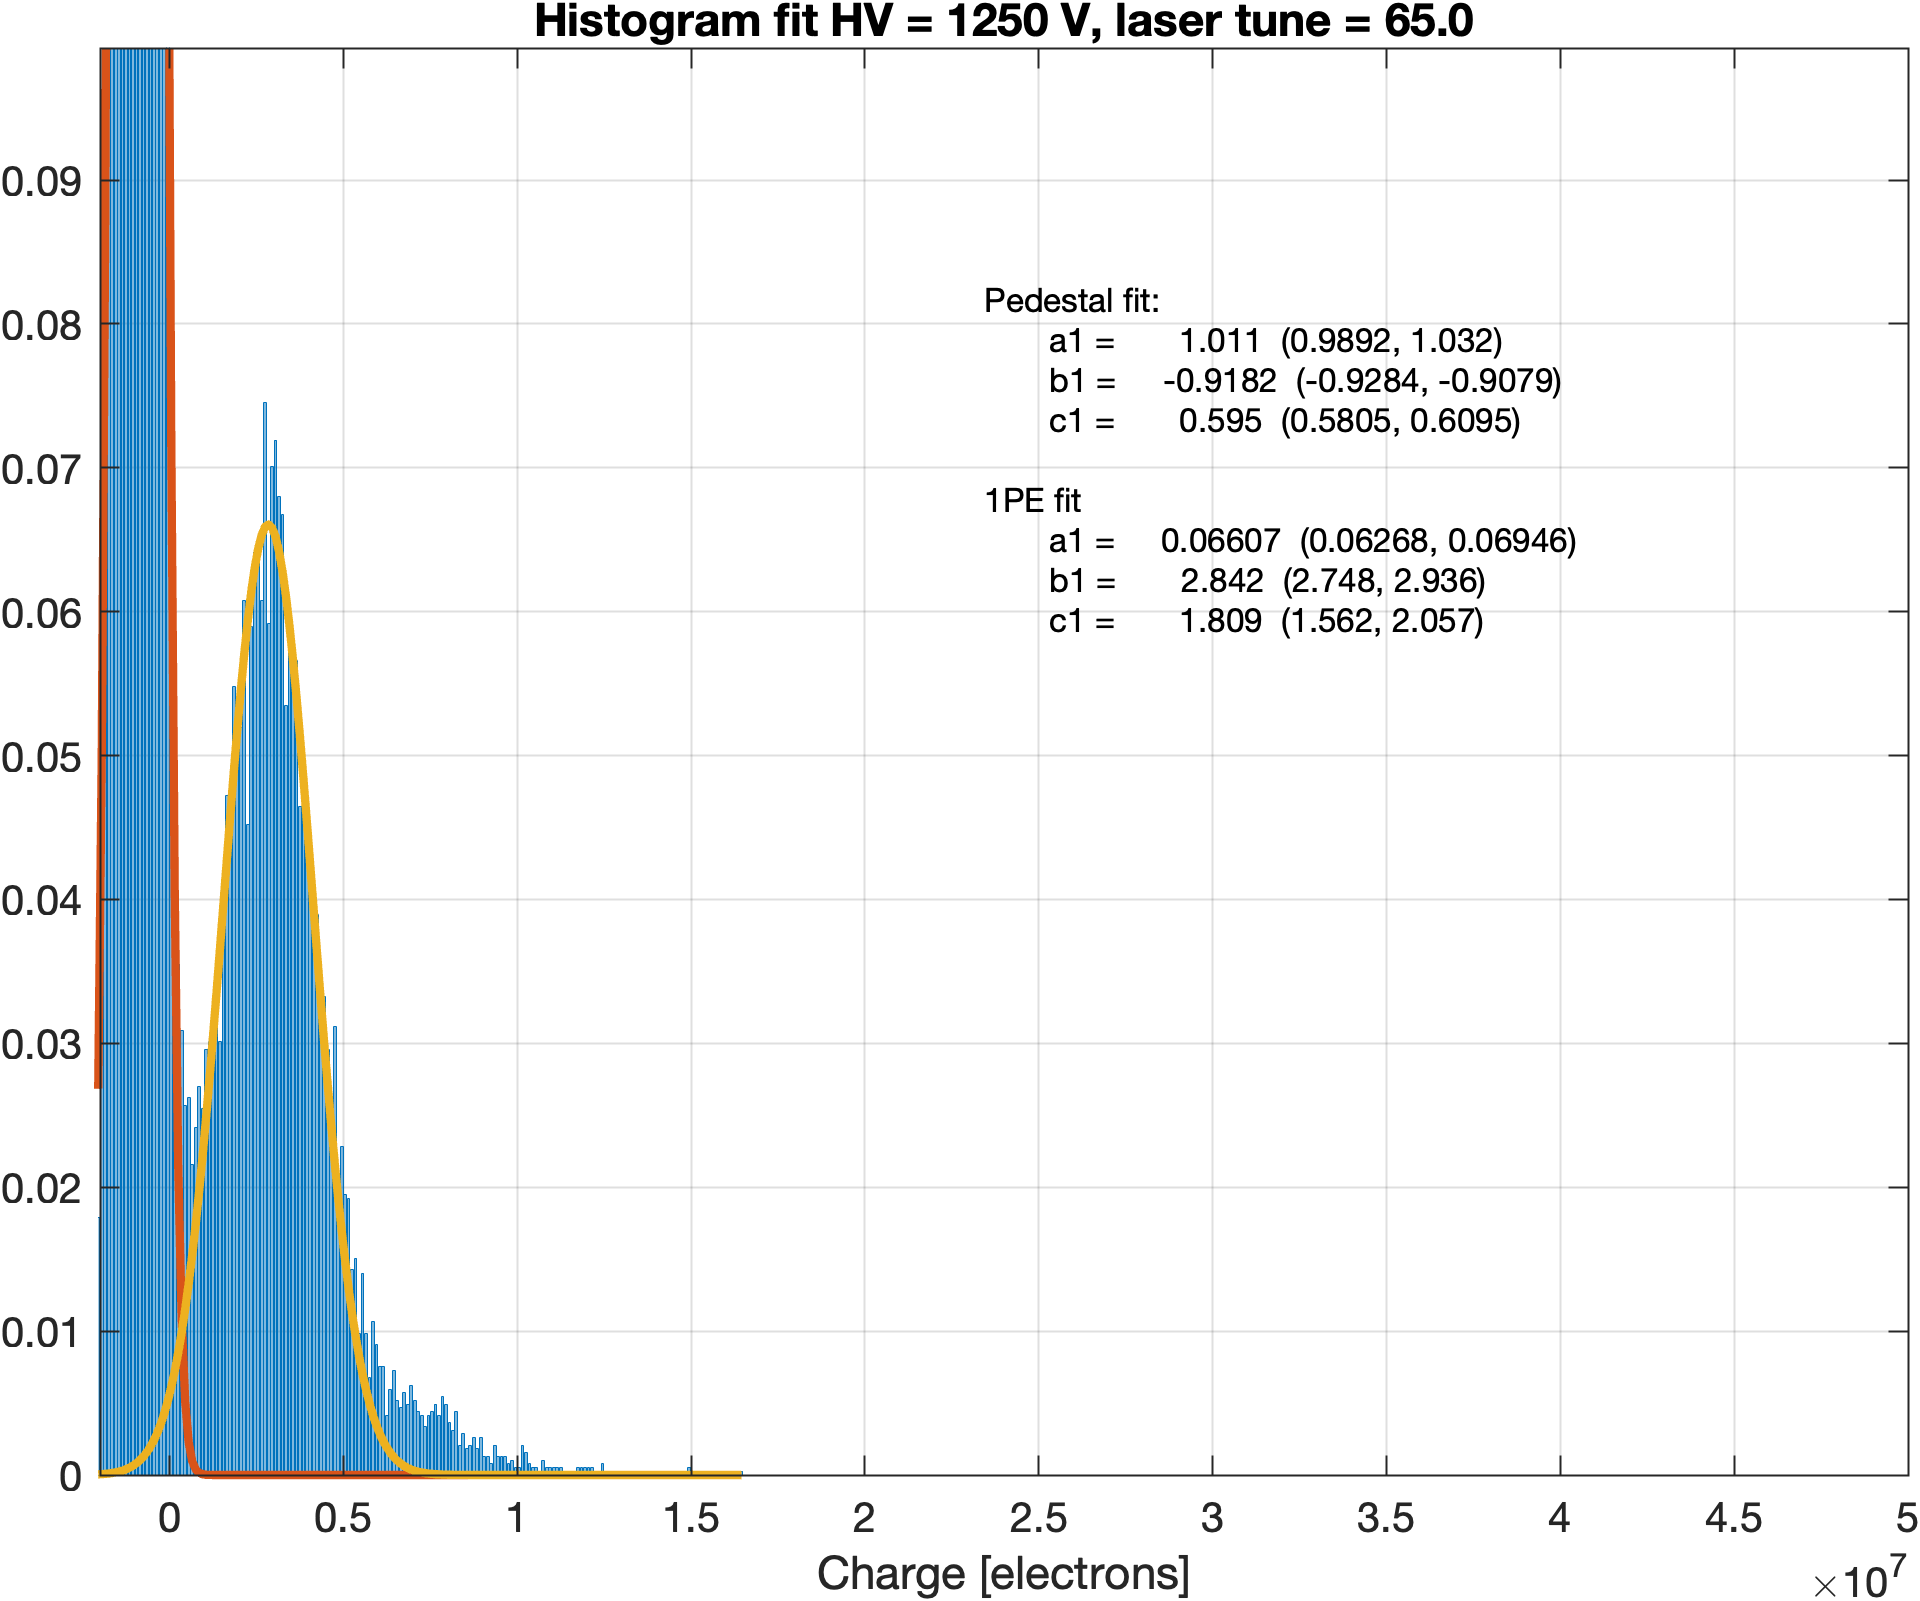 Histogram fit HV = 1250 V, laser tune = 65.0
0.09
0.08
0.07
0.06
0.05
0.04
0.03
0.02
0.01
0
Pedestal fit:
a1 = 1.011 (0.9892, 1.032)
b1 = -0.9182 (-0.9284, -0.9079)
c1 = 0.595 (0.5805, 0.6095)
1PE fit
a1 = 0.06607 (0.06268, 0.06946)
b1 = 2.842 (2.748, 2.936)
c1 = 1.809 (1.562, 2.057)
0 0.5 1 1.5 2 2.5 3 3.5 4 4.5 5
Charge [electrons]
×10⁷